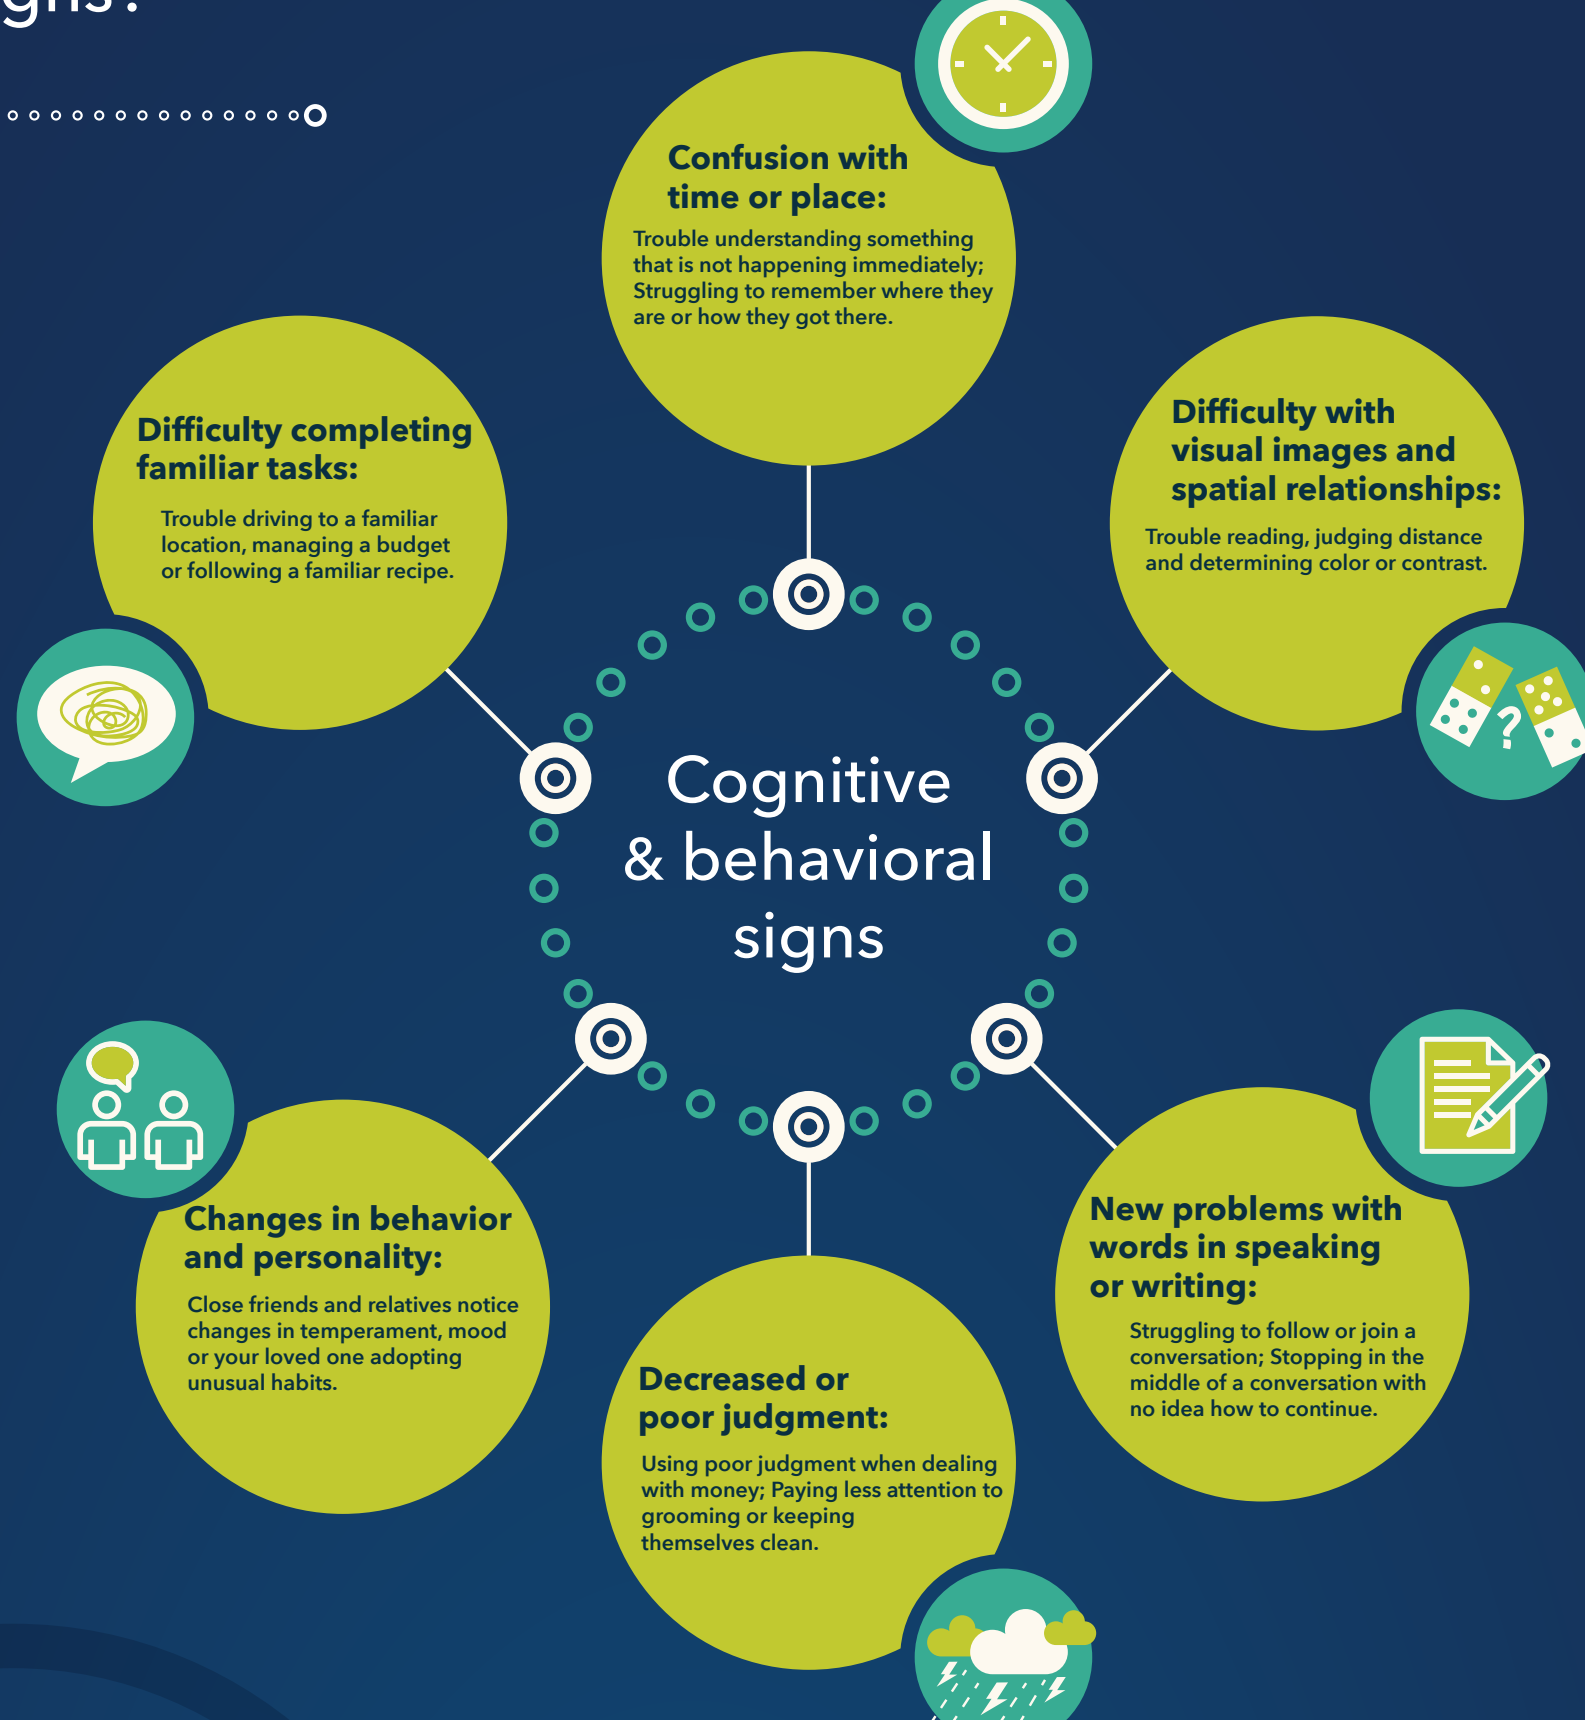 Confusion with
time or place:
Trouble understanding something
that is not happening immediately;
Struggling to remember where they
are or how they got there.
Difficulty completing
familiar tasks:
Trouble driving to a familiar
location, managing a budget
or following a familiar recipe.
Difficulty with
visual images and
spatial relationships:
Trouble reading, judging distance
and determining color or contrast.
?
Cognitive
& behavioral
signs
Changes in behavior
and personality:
Close friends and relatives notice
changes in temperament, mood
or your loved one adopting
unusual habits.
New problems with
words in speaking
or writing:
Struggling to follow or join a
conversation; Stopping in the
middle of a conversation with
no idea how to continue.
Decreased or
poor judgment:
Using poor judgment when dealing
with money; Paying less attention to
grooming or keeping
themselves clean.